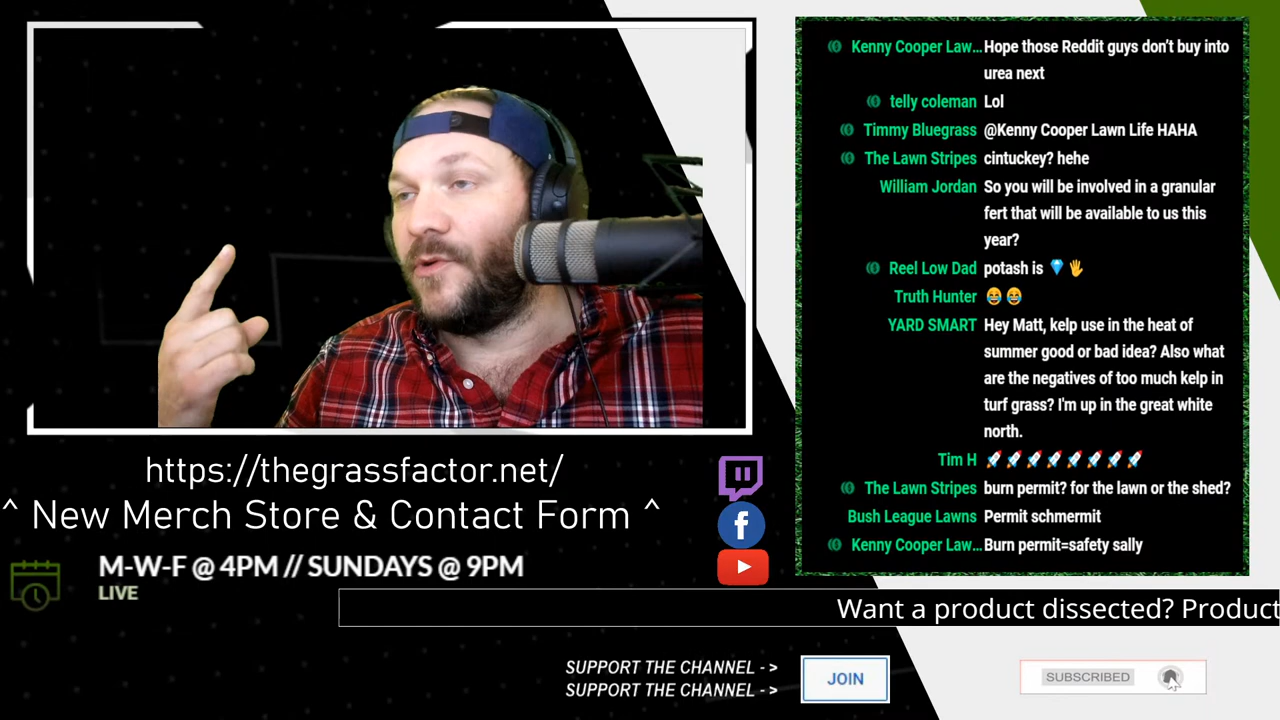 Kenny Cooper Law... Hope those Reddit guys don't buy into
urea next
telly coleman Lol
Timmy Bluegrass @Kenny Cooper Lawn Life HAHA
The Lawn Stripes cintuckey? hehe
William Jordan So you will be involved in a granular
fert that will be available to us this
year?
Reel Low Dad potash is 💎🖐
Truth Hunter 😂😂
YARD SMART Hey Matt, kelp use in the heat of
summer good or bad idea? Also what
are the negatives of too much kelp in
turf grass? I'm up in the great white
north.
Tim H 🚀🚀🚀🚀🚀🚀🚀🚀
The Lawn Stripes burn permit? for the lawn or the shed?
Bush League Lawns Permit schmermit
Kenny Cooper Law... Burn permit=safety sally
https://thegrassfactor.net/
^ New Merch Store & Contact Form ^
M-W-F @ 4PM // SUNDAYS @ 9PM
LIVE
Want a product dissected? Product
SUPPORT THE CHANNEL - >
SUPPORT THE CHANNEL - >
JOIN
SUBSCRIBED